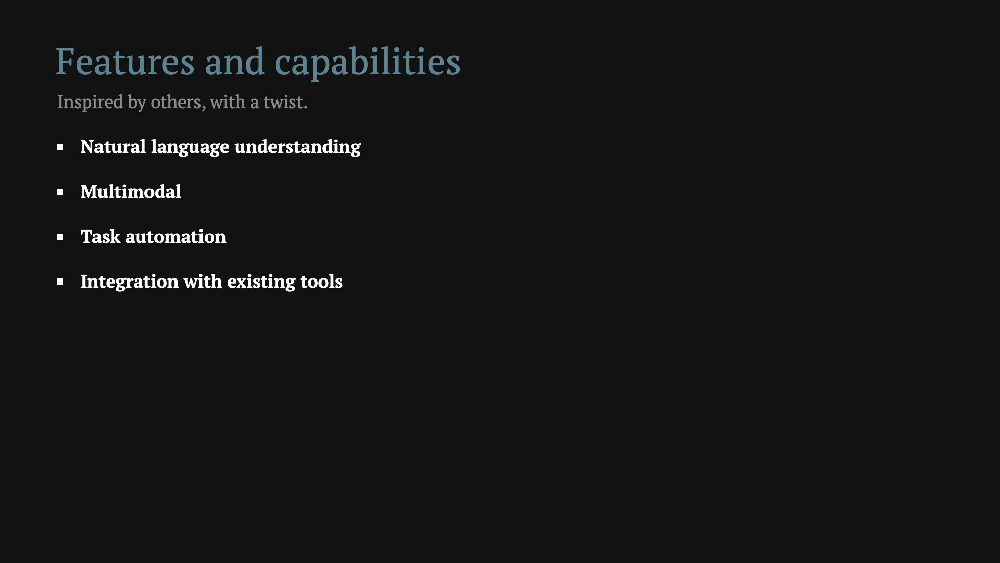 Features and capabilities
Inspired by others, with a twist.
▪ Natural language understanding
▪ Multimodal
▪ Task automation
▪ Integration with existing tools